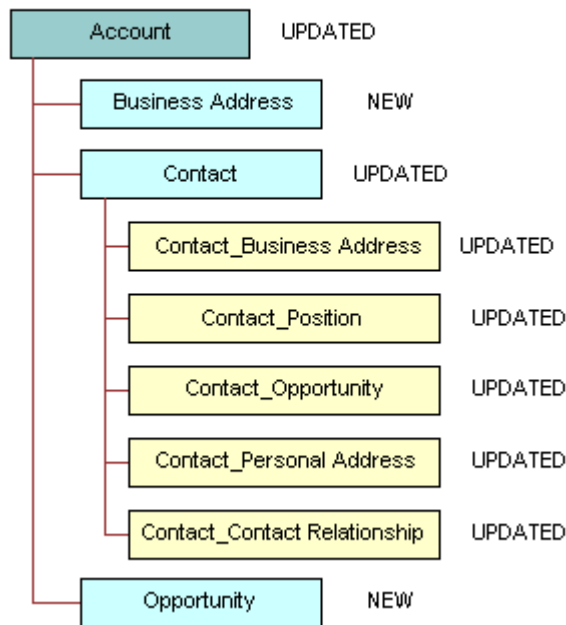 Account UPDATED
Business Address NEW
Contact UPDATED
Contact_Business Address UPDATED
Contact_Position UPDATED
Contact_Opportunity UPDATED
Contact_Personal Address UPDATED
Contact_Contact Relationship UPDATED
Opportunity NEW